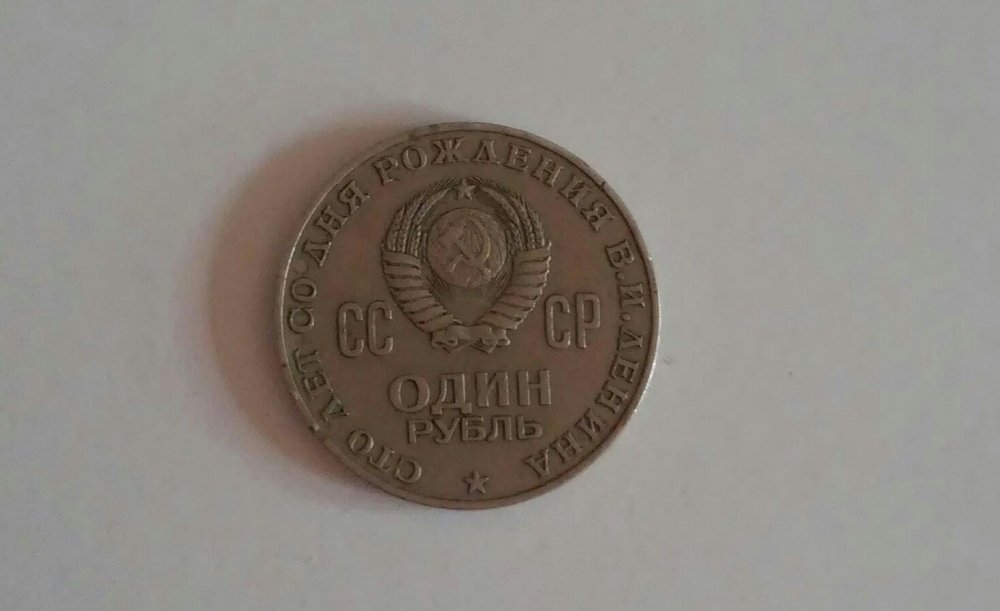 СТО ЛЕТ СО ДНЯ РОЖДЕНИЯ В.И.ЛЕНИНА
СС СР
ОДИН
РУБЛЬ